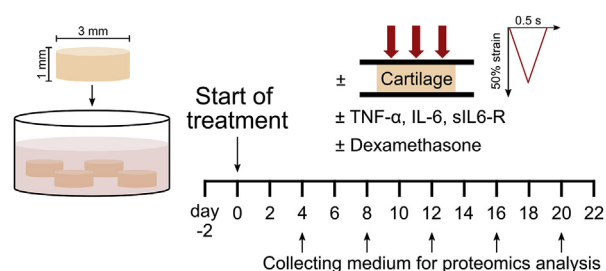 3 mm
1 mm
Start of
treatment
± Cartilage
0.5 s
50% strain
± TNF-α, IL-6, sIL6-R
± Dexamethasone
day
-2 0 2 4 6 8 10 12 14 16 18 20 22
Collecting medium for proteomics analysis